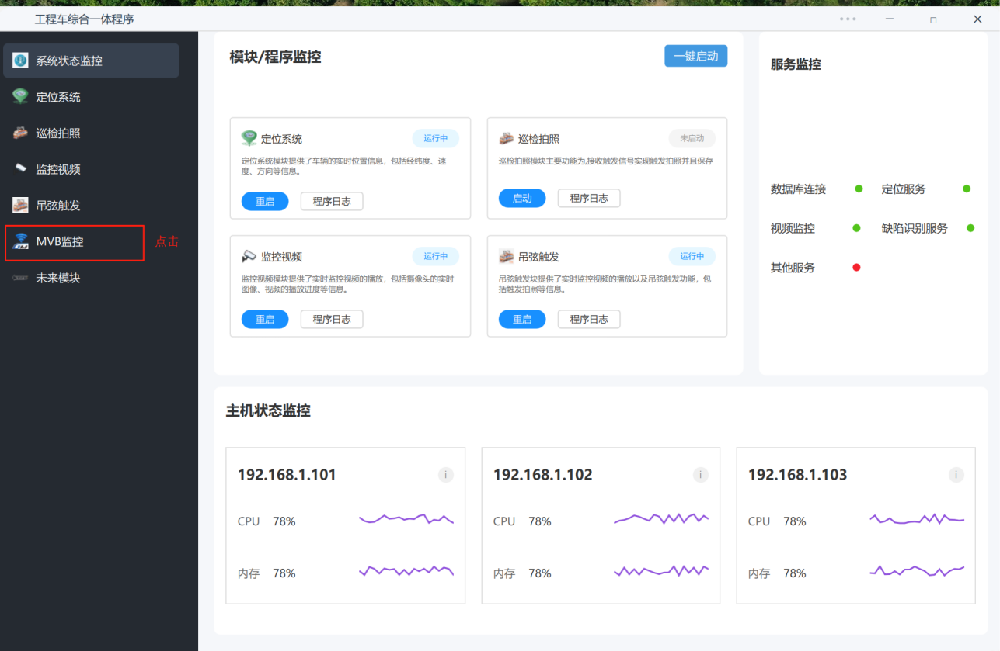 工程车综合一体程序
系统状态监控
定位系统
巡检拍照
监控视频
吊弦触发
MVB监控
点击
未来模块
模块/程序监控
一键启动
定位系统
运行中
定位系统模块提供了车辆的实时位置信息，包括经纬度、速
度、方向等信息。
重启
程序日志
巡检拍照
未启动
巡检拍照模块主要功能为,接收触发信号实现触发拍照并且保存
启动
程序日志
监控视频
运行中
监控视频模块提供了实时监控视频的播放，包括摄像头的实时
图像、视频的播放进度等信息。
重启
程序日志
吊弦触发
运行中
吊弦触发块提供了实时监控视频的播放以及吊弦触发功能，包
括触发拍照等信息。
重启
程序日志
服务监控
数据库连接
定位服务
视频监控
缺陷识别服务
其他服务
主机状态监控
192.168.1.101
CPU 78%
内存 78%
192.168.1.102
CPU 78%
内存 78%
192.168.1.103
CPU 78%
内存 78%